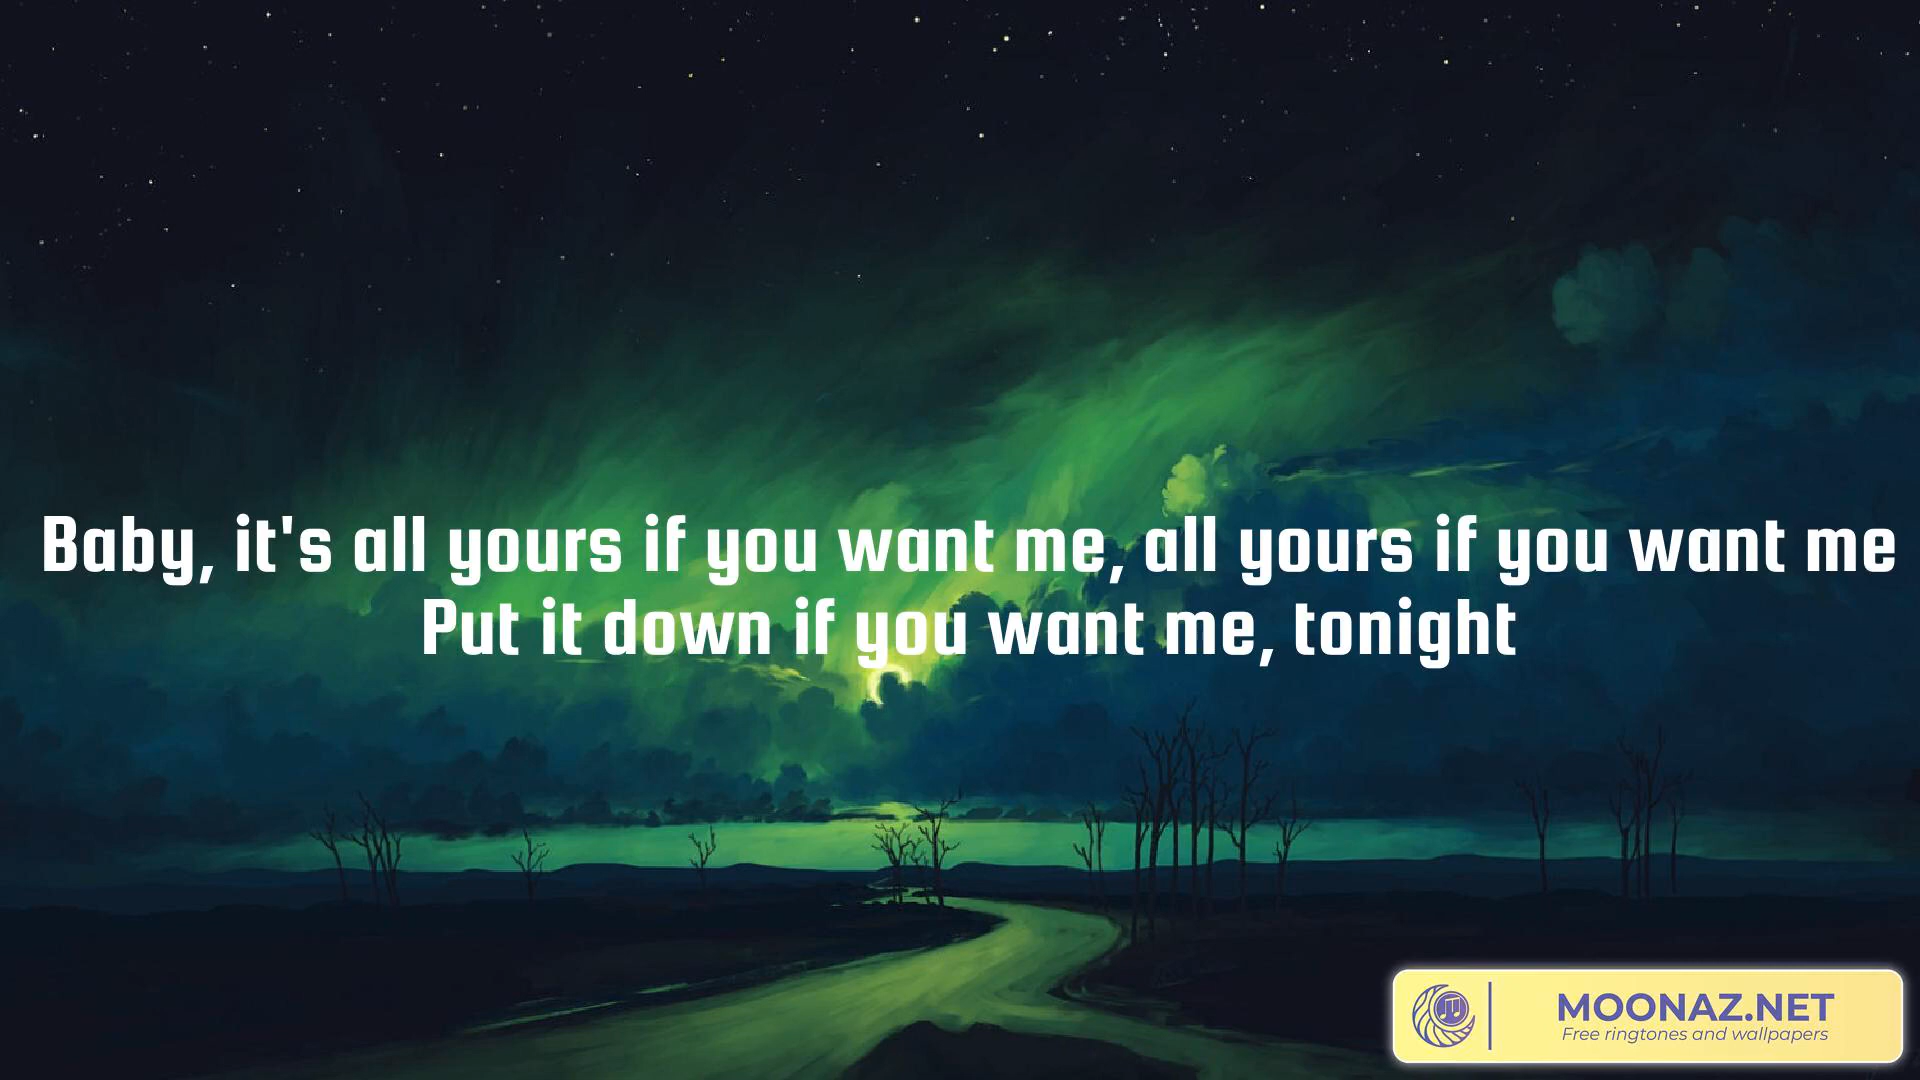 Baby, it's all yours if you want me, all yours if you want me
Put it down if you want me, tonight
MOONAZ.NET
Free ringtones and wallpapers